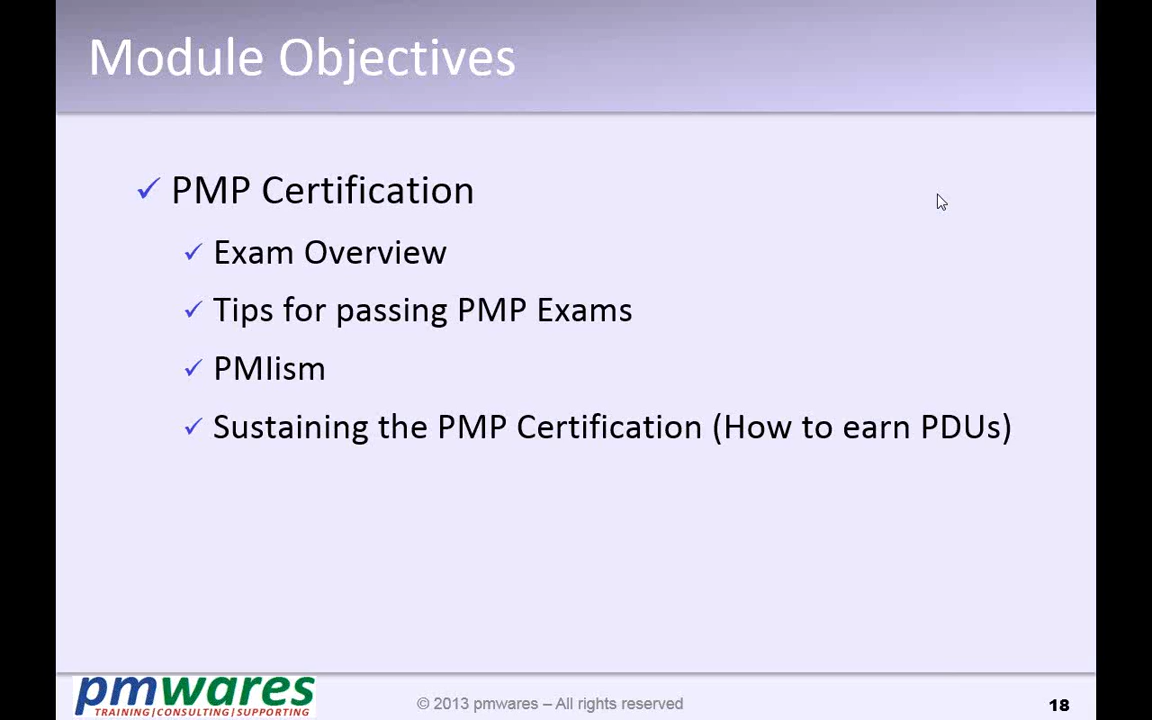 Module Objectives
PMP Certification
Exam Overview
Tips for passing PMP Exams
PMIism
Sustaining the PMP Certification (How to earn PDUs)
pmwares
TRAINING|CONSULTING|SUPPORTING
© 2013 pmwares – All rights reserved
18